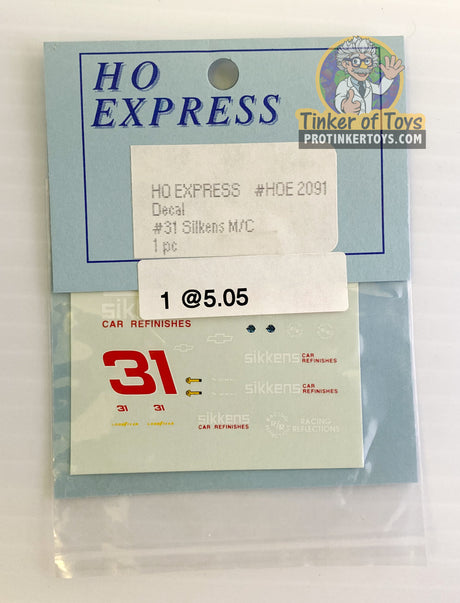 HO
EXPRESS
Tinker of Toys
PROTINKERTOYS.COM
HO EXPRESS #HOE 2091
Decal
#31 Silkens M/C
1 pc
1 @5.05
sikkens
CAR REFINISHES
31
sikkens CAR REFINISHES
sikkens CAR REFINISHES
31 31
sikkens
CAR REFINISHES
RACING
REFLECTIONS